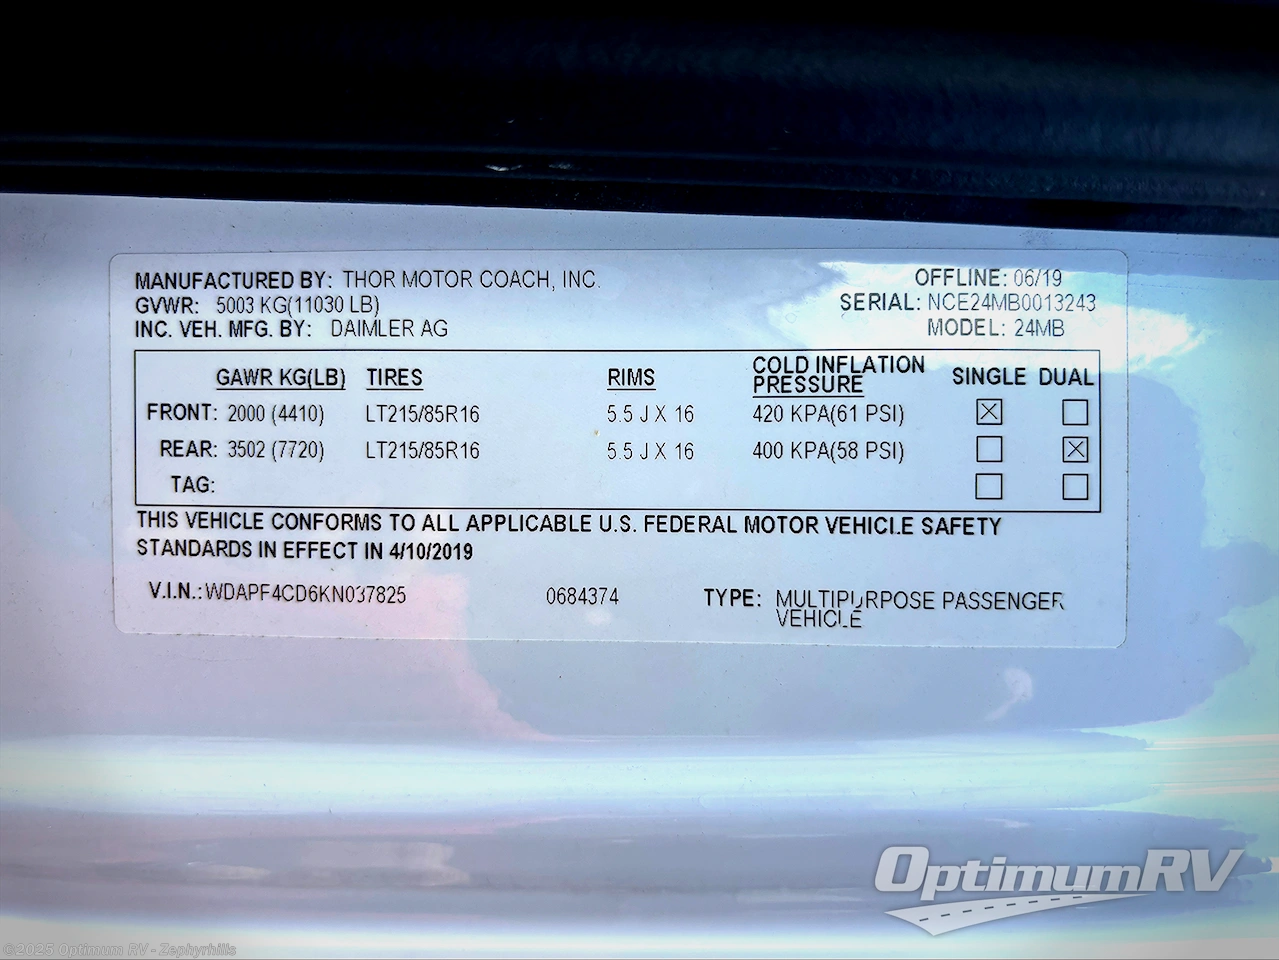 MANUFACTURED BY: THOR MOTOR COACH, INC. OFFLINE: 06/19
GVWR: 5003 KG(11030 LB) SERIAL: NCE24MB0013243
INC. VEH. MFG. BY: DAIMLER AG MODEL: 24MB
GAWR KG(LB) TIRES RIMS COLD INFLATION PRESSURE SINGLE DUAL
FRONT: 2000 (4410) LT215/85R16 5.5 J X 16 420 KPA(61 PSI) ☒ ☐
REAR: 3502 (7720) LT215/85R16 5.5 J X 16 400 KPA(58 PSI) ☐ ☒
TAG: ☐ ☐
THIS VEHICLE CONFORMS TO ALL APPLICABLE U.S. FEDERAL MOTOR VEHICLE SAFETY
STANDARDS IN EFFECT IN 4/10/2019
V.I.N.: WDAPF4CD6KN037825 0684374 TYPE: MULTIPURPOSE PASSENGER
VEHICLE
OptimumRV
©2025 Optimum RV - Zephyrhills